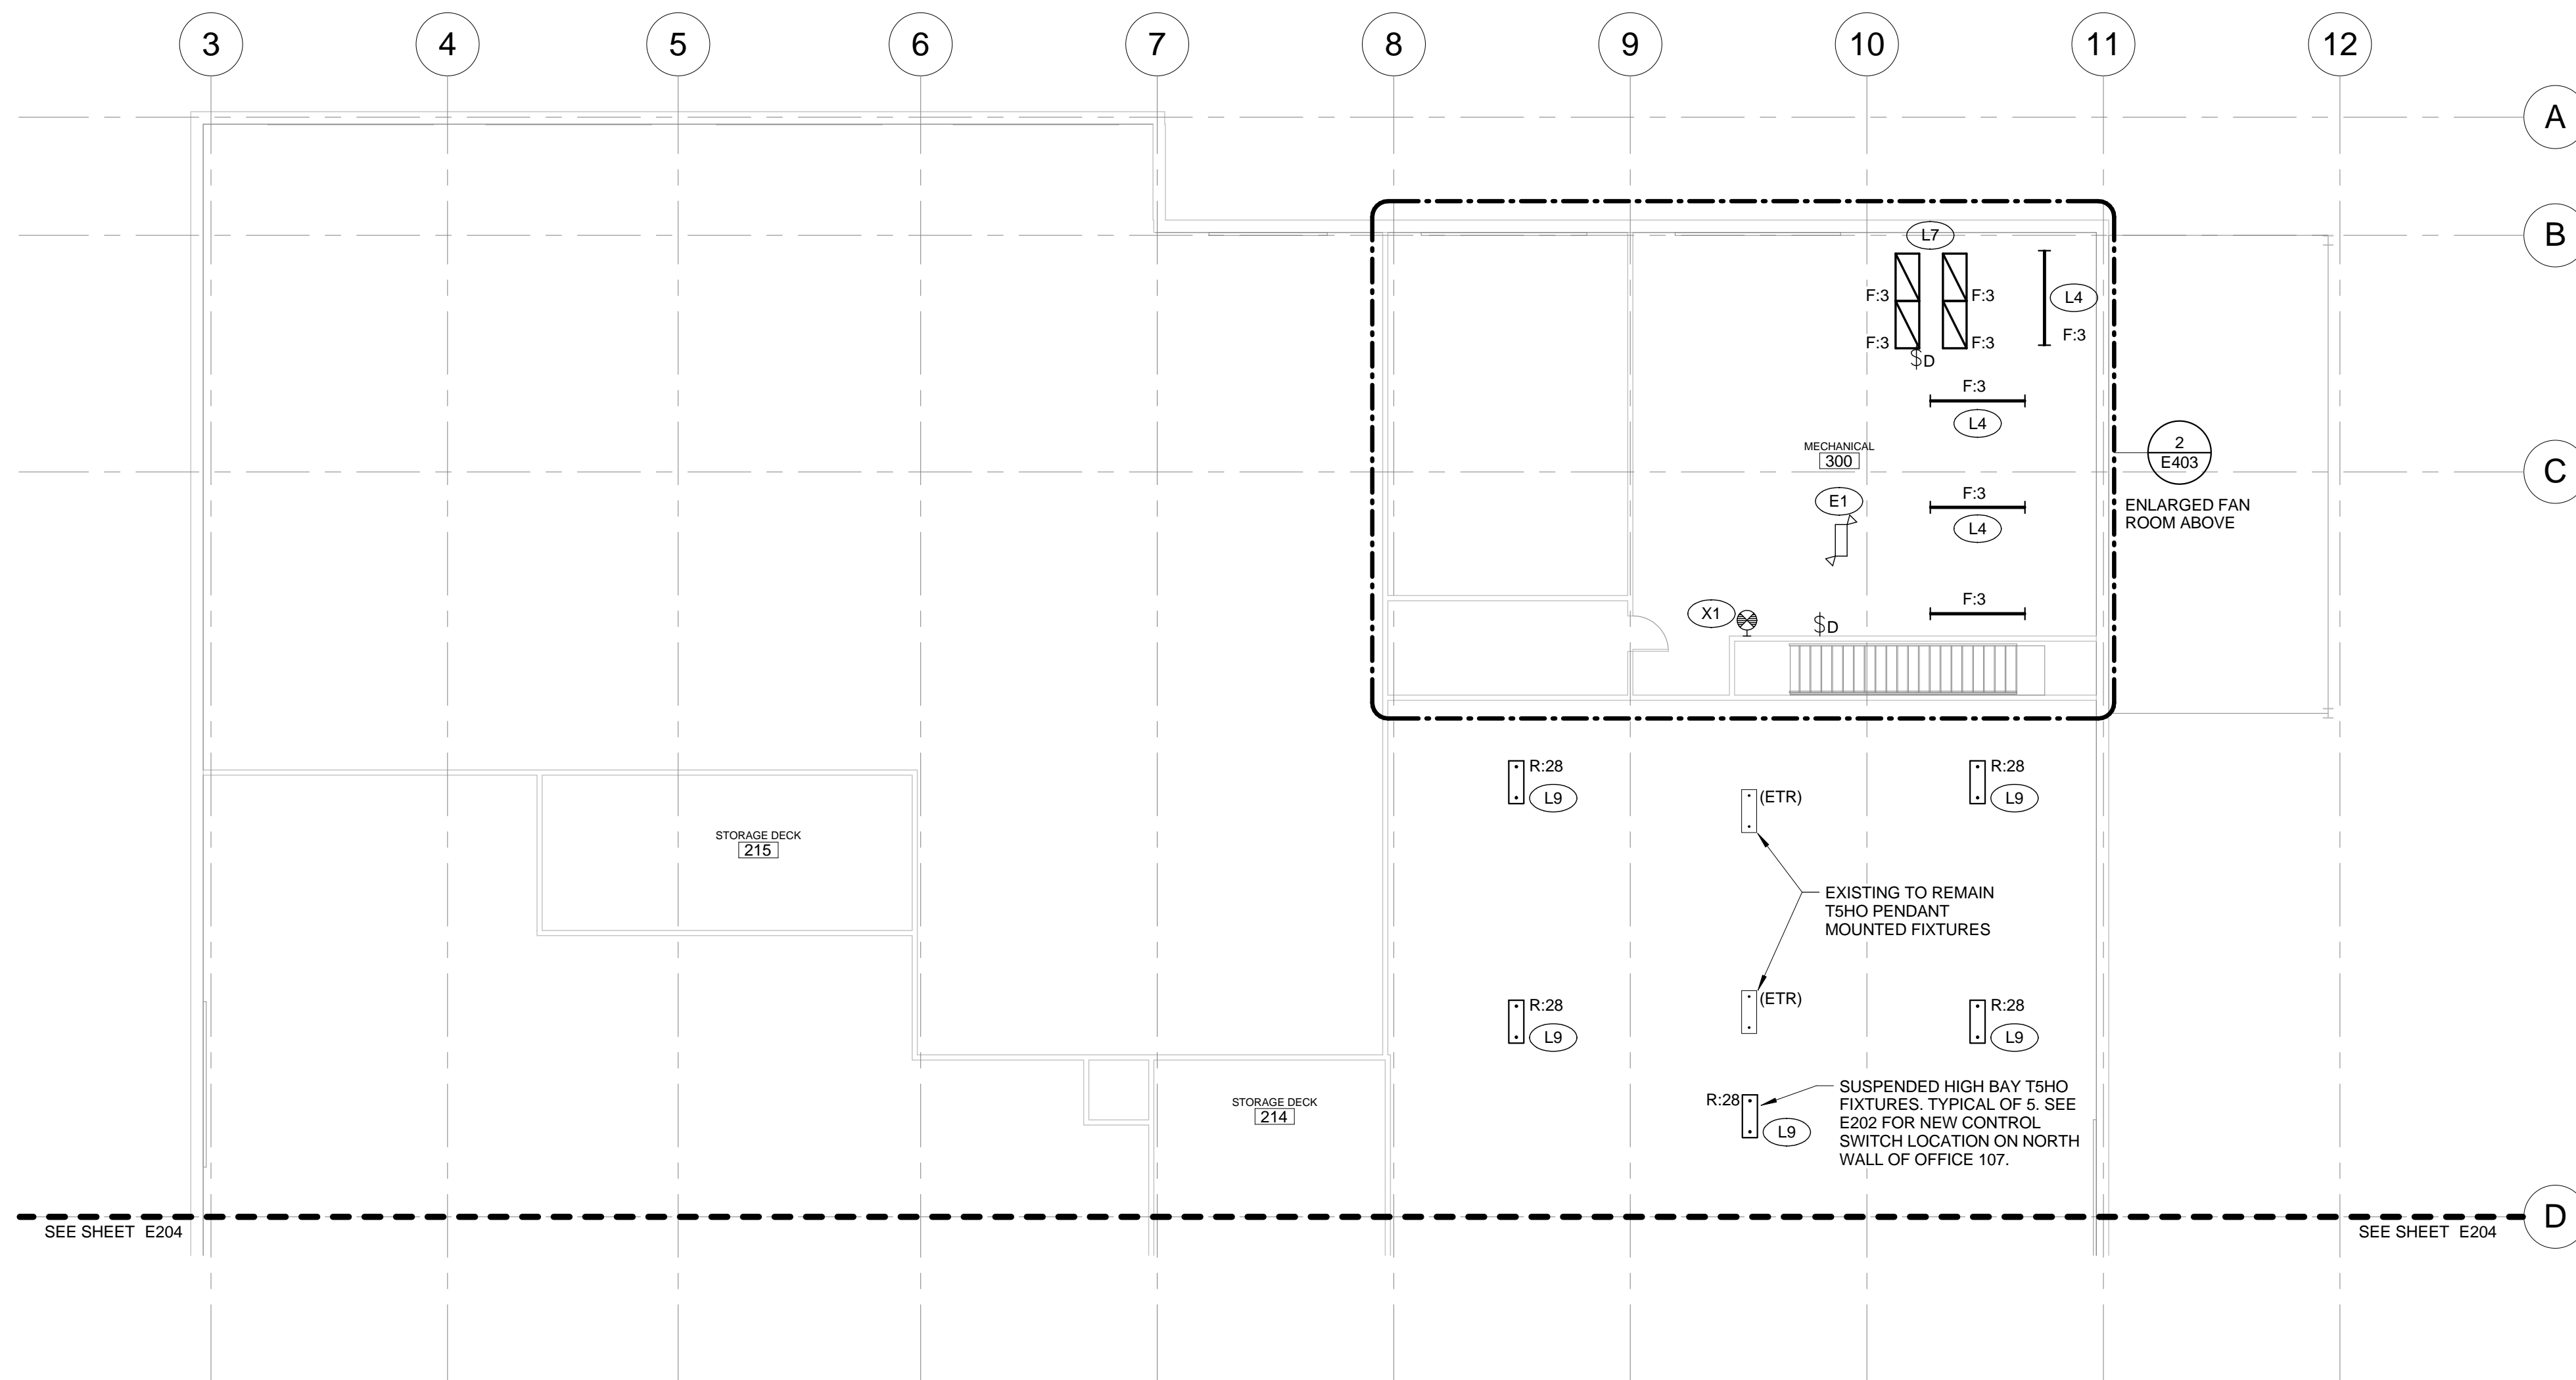 3
4
5
6
7
8
9
10
11
12
A
B
L7
F:3
F:3
L4
F:3
F:3
F:3
$D
F:3
L4
MECHANICAL
300
C
2
E403
ENLARGED FAN
ROOM ABOVE
F:3
L4
E1
F:3
X1
$D
R:28
L9
R:28
L9
(ETR)
STORAGE DECK
215
EXISTING TO REMAIN
T5HO PENDANT
MOUNTED FIXTURES
(ETR)
R:28
L9
R:28
L9
STORAGE DECK
214
R:28
L9
SUSPENDED HIGH BAY T5HO
FIXTURES. TYPICAL OF 5. SEE
E202 FOR NEW CONTROL
SWITCH LOCATION ON NORTH
WALL OF OFFICE 107.
D
SEE SHEET E204
SEE SHEET E204